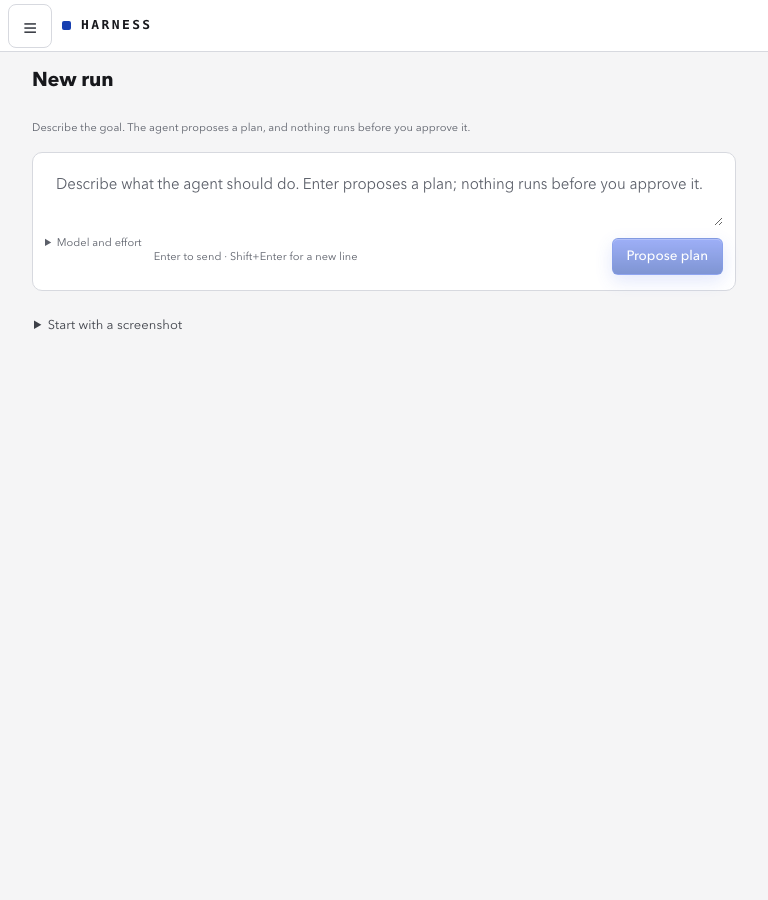 HARNESS
New run
Describe the goal. The agent proposes a plan, and nothing runs before you approve it.
Describe what the agent should do. Enter proposes a plan; nothing runs before you approve it.
Model and effort
Enter to send · Shift+Enter for a new line
Propose plan
Start with a screenshot